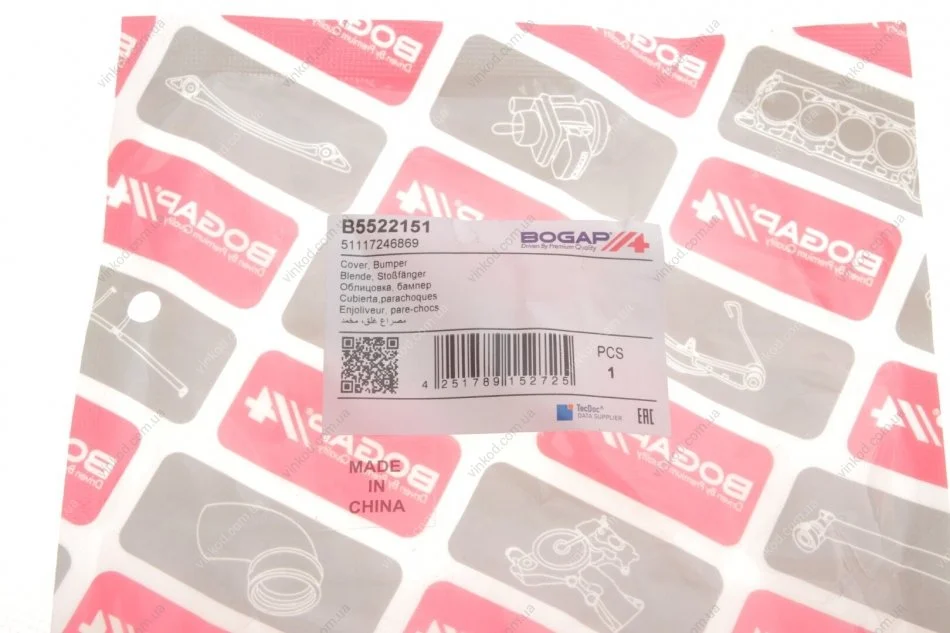 B5522151
51117246869
BOGAP
Driven By Premium Quality
Cover, Bumper
Blende, Stoßfänger
Облицовка, бампер
Cubierta,parachoques
Enjoliveur, pare-chocs
PCS
1
4 251789 152725
TecDoc®
DATA SUPPLIER
EAC
MADE
IN
CHINA
BOGAP®
Driven By Premium Quality
vinkod.com.ua